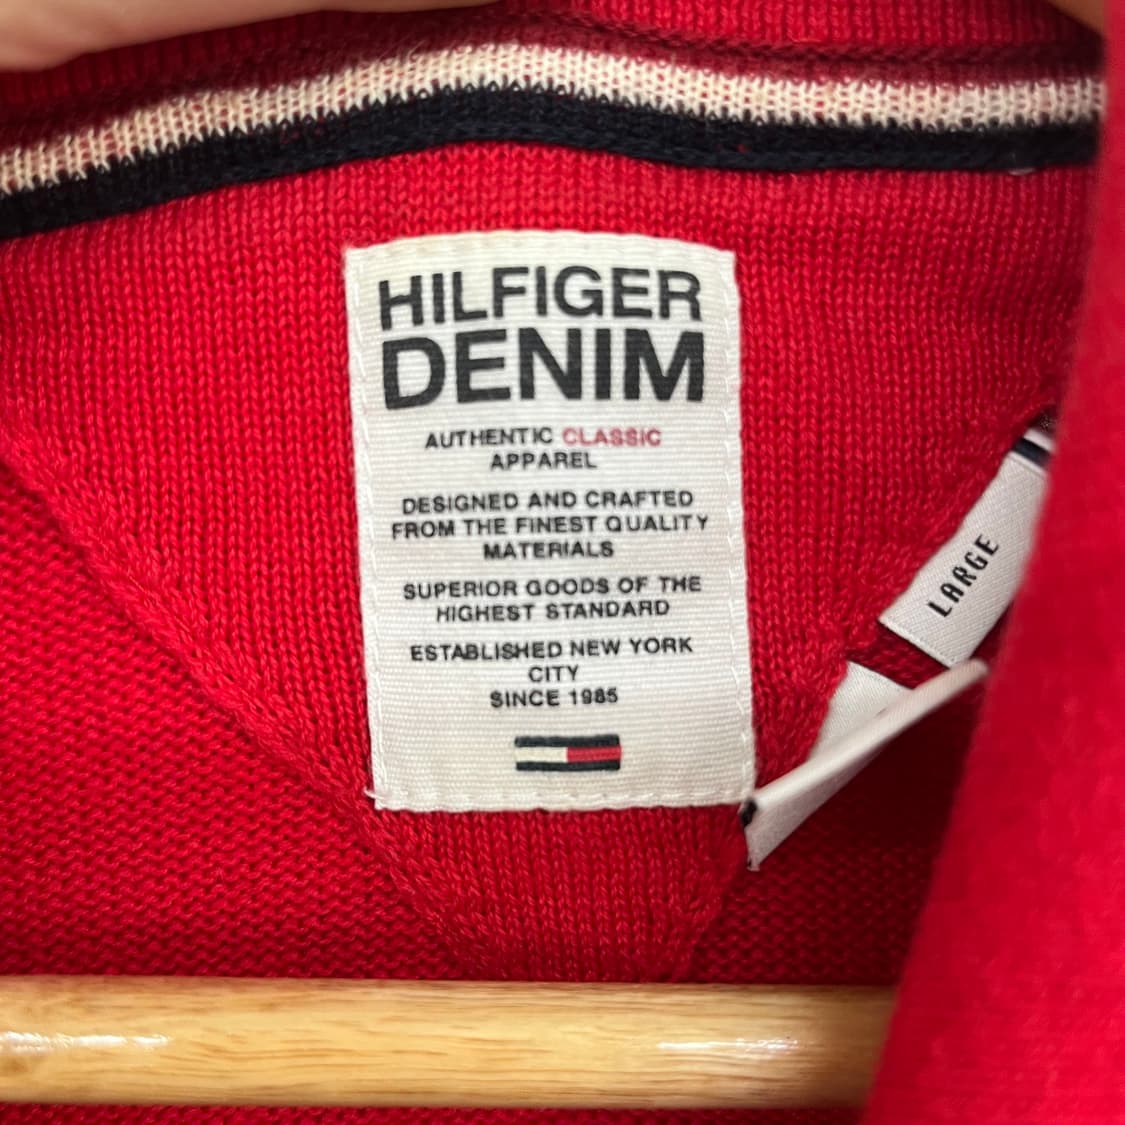 HILFIGER
DENIM
AUTHENTIC CLASSIC
APPAREL
DESIGNED AND CRAFTED
FROM THE FINEST QUALITY
MATERIALS
SUPERIOR GOODS OF THE
HIGHEST STANDARD
ESTABLISHED NEW YORK
CITY
SINCE 1985
LARGE